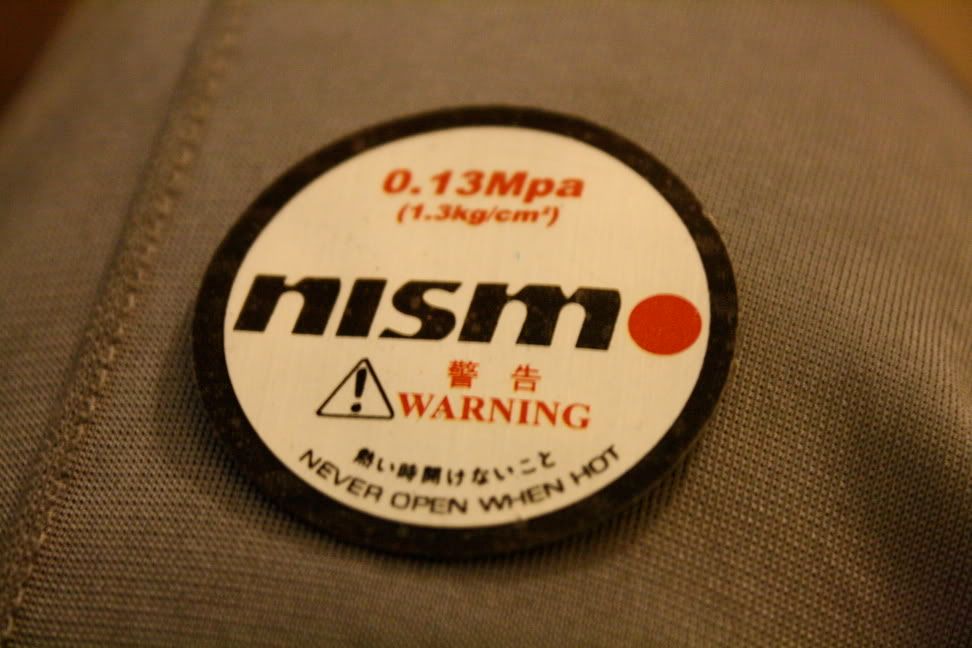 0.13Mpa
(1.3kg/cm²)
nismo
警告
WARNING
熱い時開けないこと
NEVER OPEN WHEN HOT